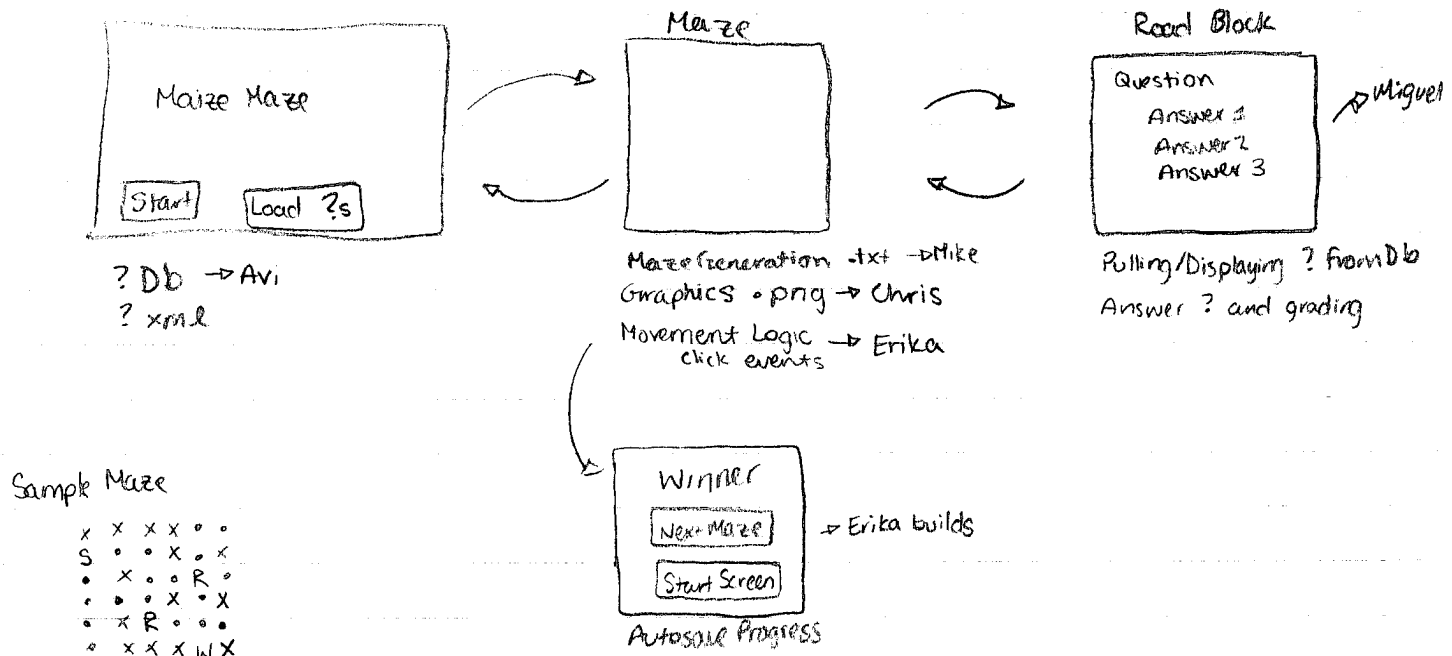 Maize Maze
Start
Load ?s
? Db → Avi
? xml
Maze
Maze Generation .txt → Mike
Graphics .png → Chris
Movement Logic → Erika
click events
Road Block
Question
Answer 1
Answer 2
Answer 3
→ Miguel
Pulling/Displaying ? from Db
Answer ? and grading
Winner
Next Maze
Start Screen
→ Erika builds
Autosave Progress
Sample Maze
X X X X • •
S • • X • X
• X • • R •
• • • X • X
• X R • • •
• X X X W X